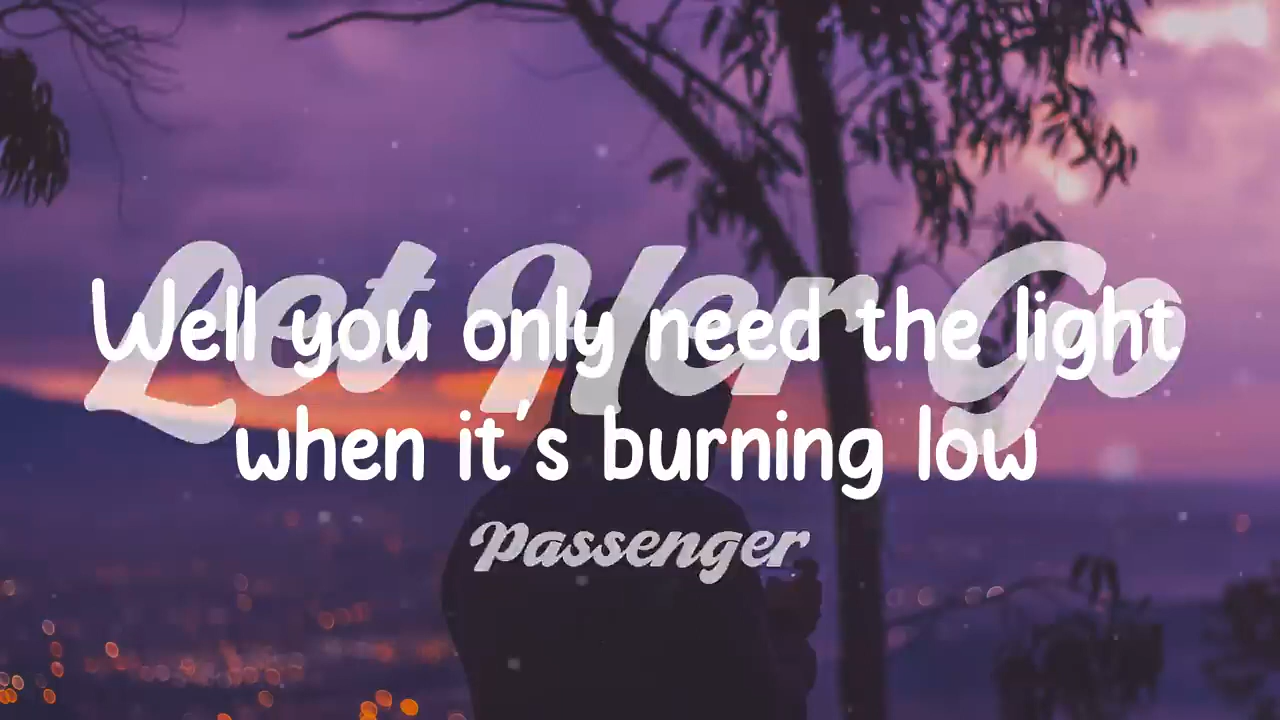 Let Her Go
Well you only need the light
when it's burning low
Passenger